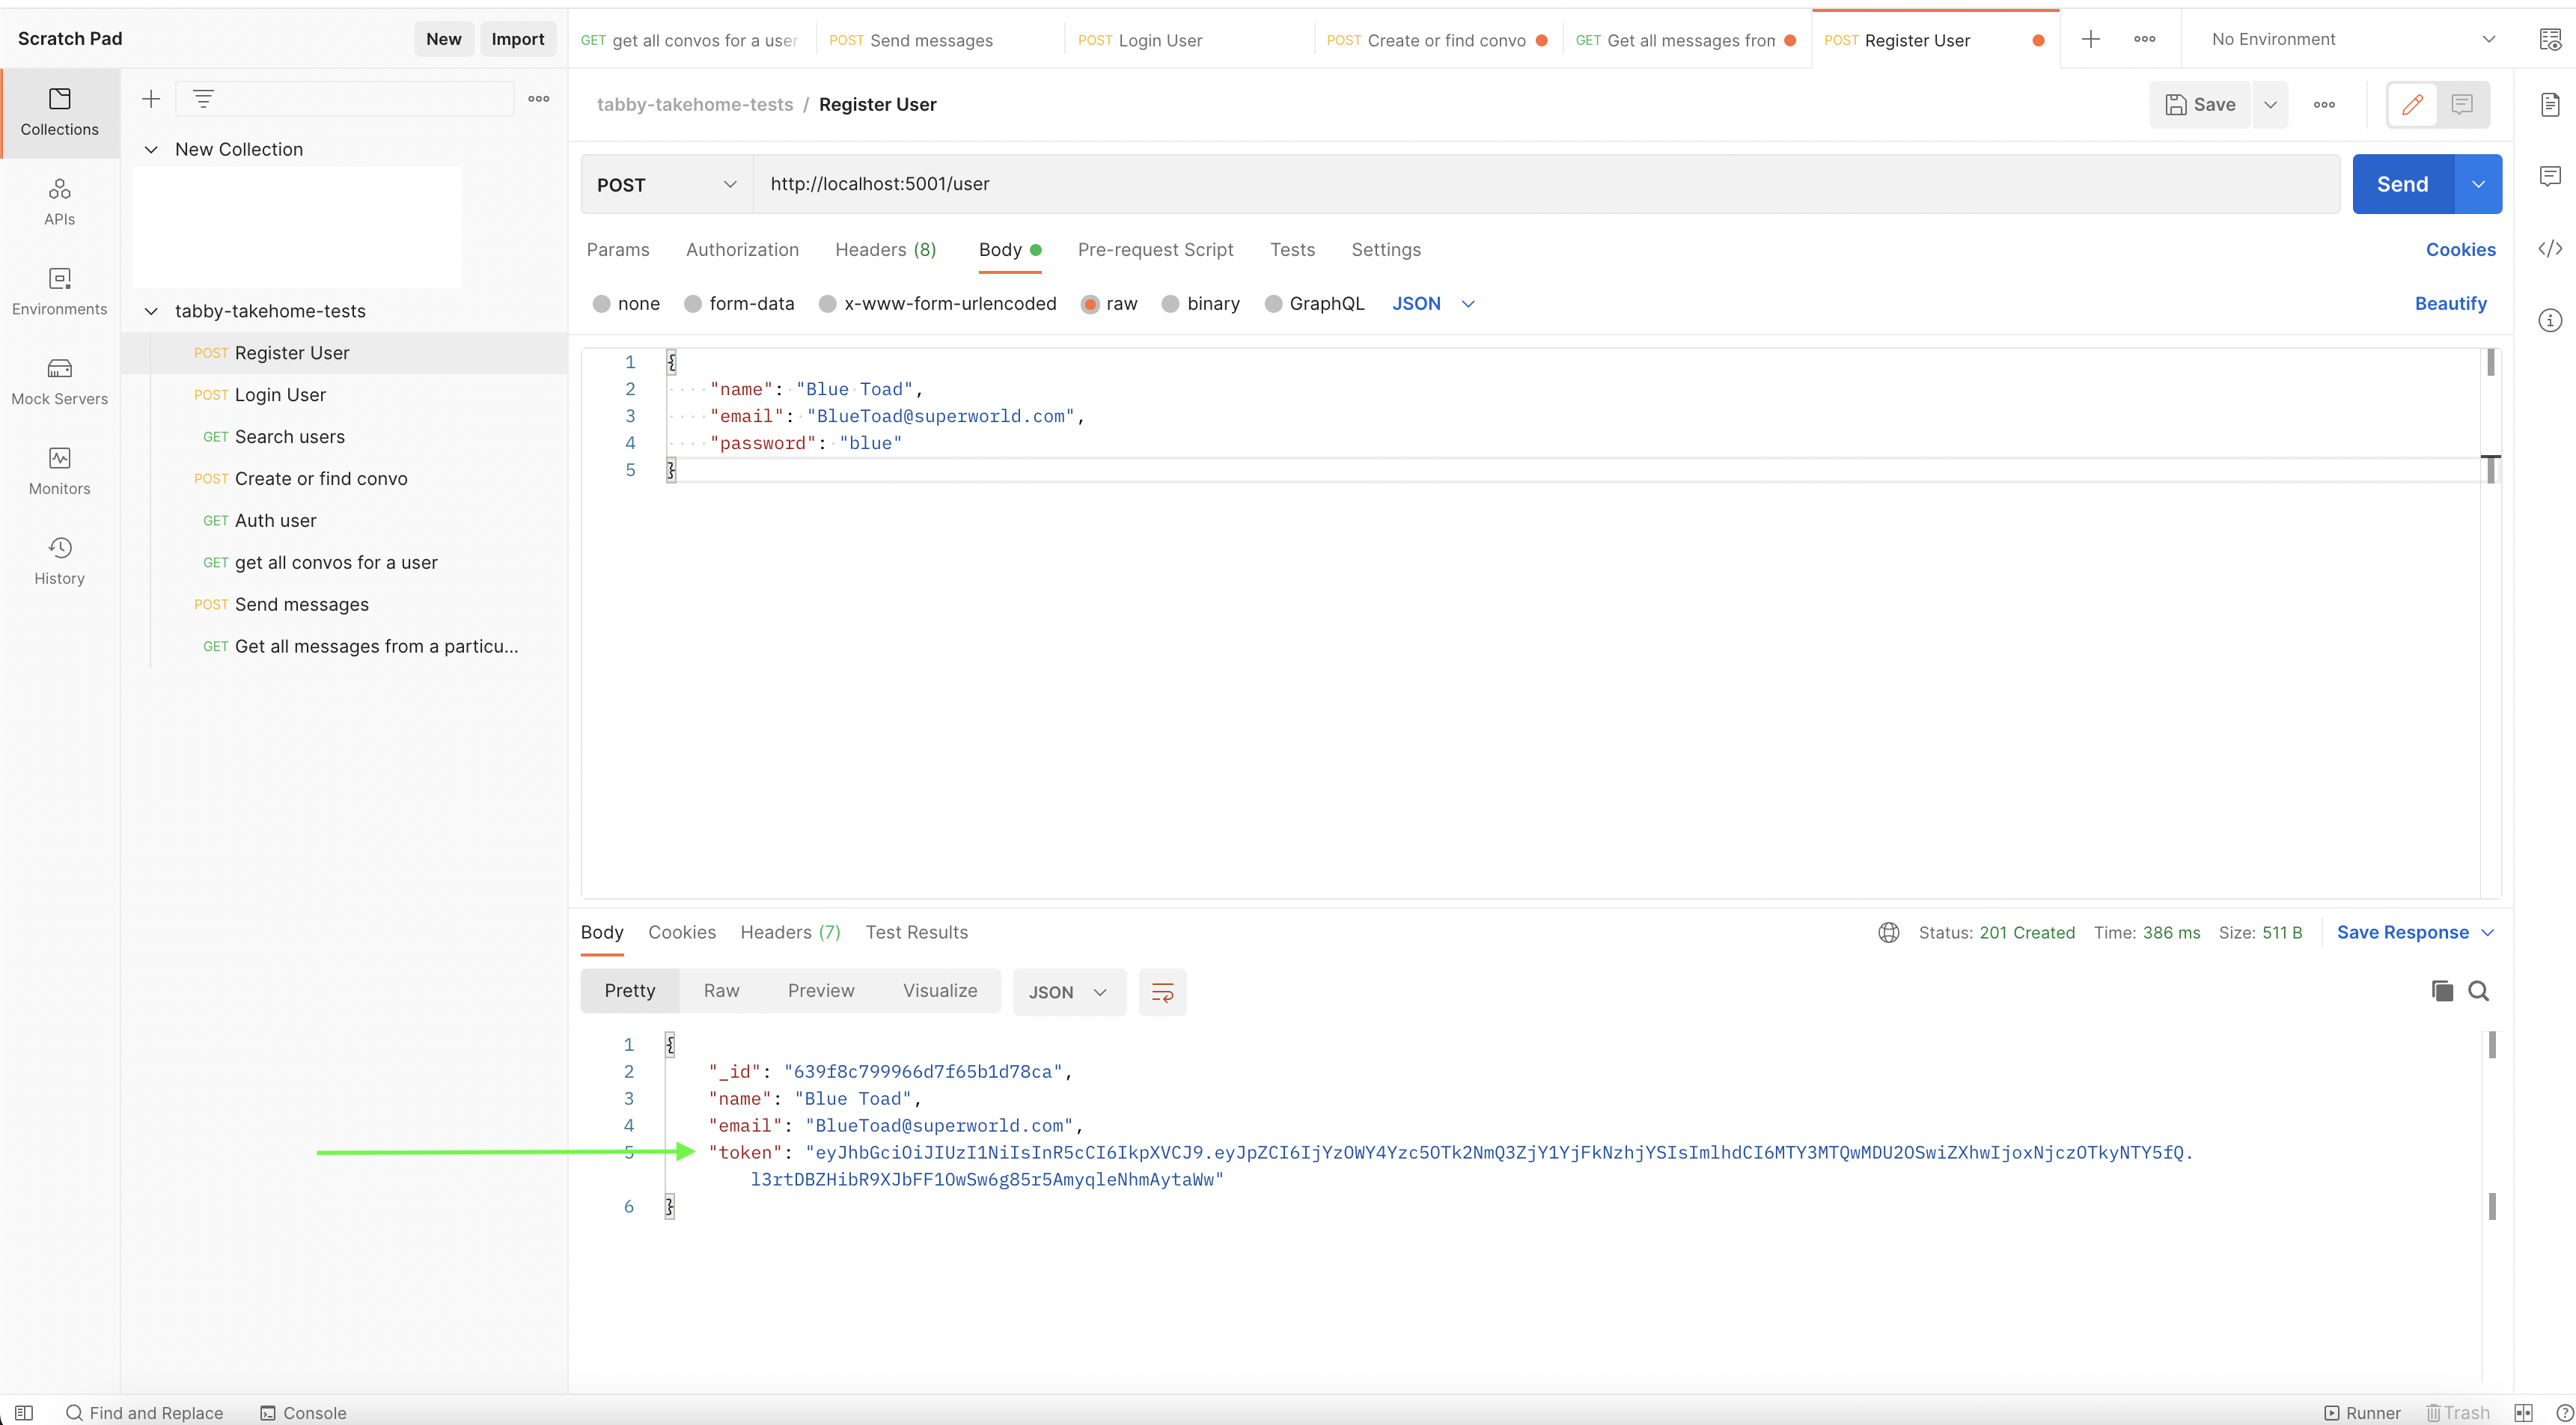 Scratch Pad
New
Import
GET get all convos for a user
POST Send messages
POST Login User
POST Create or find convo
GET Get all messages from
POST Register User
No Environment
Collections
APIs
Environments
Mock Servers
Monitors
History
New Collection
tabby-takehome-tests
POST Register User
POST Login User
GET Search users
POST Create or find convo
GET Auth user
GET get all convos for a user
POST Send messages
GET Get all messages from a particu...
tabby-takehome-tests / Register User
Save
POST
http://localhost:5001/user
Send
Params
Authorization
Headers (8)
Body
Pre-request Script
Tests
Settings
Cookies
none
form-data
x-www-form-urlencoded
raw
binary
GraphQL
JSON
Beautify
1 {
2 "name": "Blue Toad",
3 "email": "BlueToad@superworld.com",
4 "password": "blue"
5 }
Body
Cookies
Headers (7)
Test Results
Status: 201 Created
Time: 386 ms
Size: 511 B
Save Response
Pretty
Raw
Preview
Visualize
JSON
1 {
2 "_id": "639f8c799966d7f65b1d78ca",
3 "name": "Blue Toad",
4 "email": "BlueToad@superworld.com",
5 "token": "eyJhbGciOiJIUzI1NiIsInR5cCI6IkpXVCJ9.eyJpZCI6IjYzOWY4Yzc5OTk2NmQ3ZjY1YjFkNzhjYSIsImlhdCI6MTY3MTQwMDU2OSwiZXhwIjoxNjczOTkyNTY5fQ.
l3rtDBZHibR9XJbFF1OwSw6g85r5AmyqleNhmAytaWw"
6 }
Find and Replace
Console
Runner
Trash